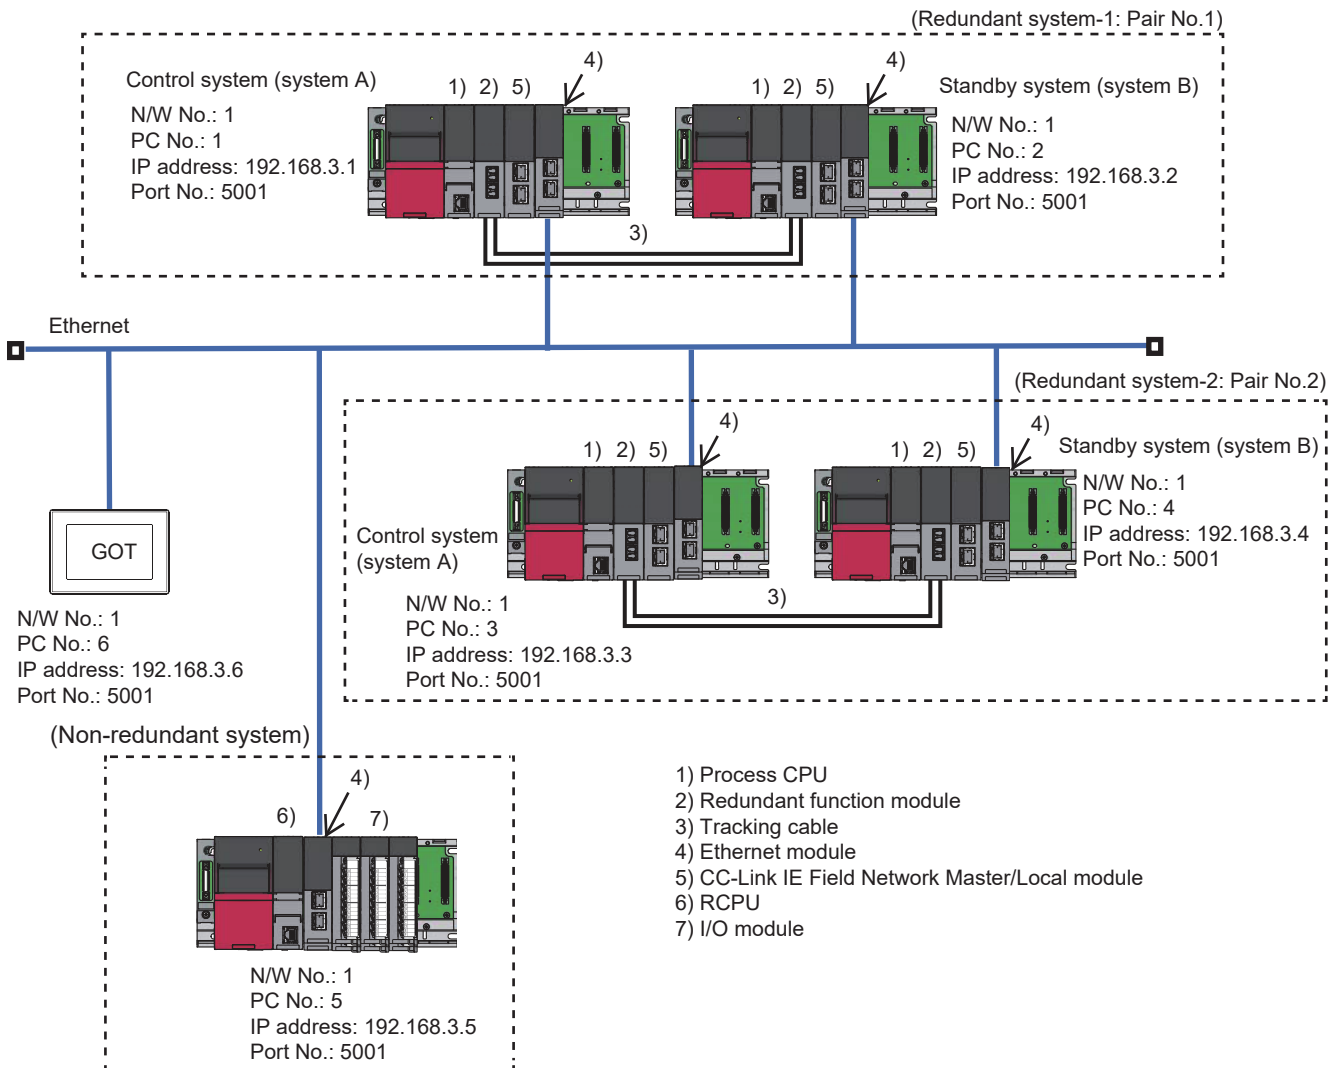 (Redundant system-1: Pair No.1)
Control system (system A)
N/W No.: 1
PC No.: 1
IP address: 192.168.3.1
Port No.: 5001
1) 2) 5)
4)
1) 2) 5)
4)
Standby system (system B)
N/W No.: 1
PC No.: 2
IP address: 192.168.3.2
Port No.: 5001
3)
Ethernet
(Redundant system-2: Pair No.2)
Control system
(system A)
N/W No.: 1
PC No.: 3
IP address: 192.168.3.3
Port No.: 5001
1) 2) 5)
4)
1) 2) 5)
4)
Standby system (system B)
N/W No.: 1
PC No.: 4
IP address: 192.168.3.4
Port No.: 5001
3)
GOT
N/W No.: 1
PC No.: 6
IP address: 192.168.3.6
Port No.: 5001
(Non-redundant system)
4)
6)
7)
N/W No.: 1
PC No.: 5
IP address: 192.168.3.5
Port No.: 5001
1) Process CPU
2) Redundant function module
3) Tracking cable
4) Ethernet module
5) CC-Link IE Field Network Master/Local module
6) RCPU
7) I/O module